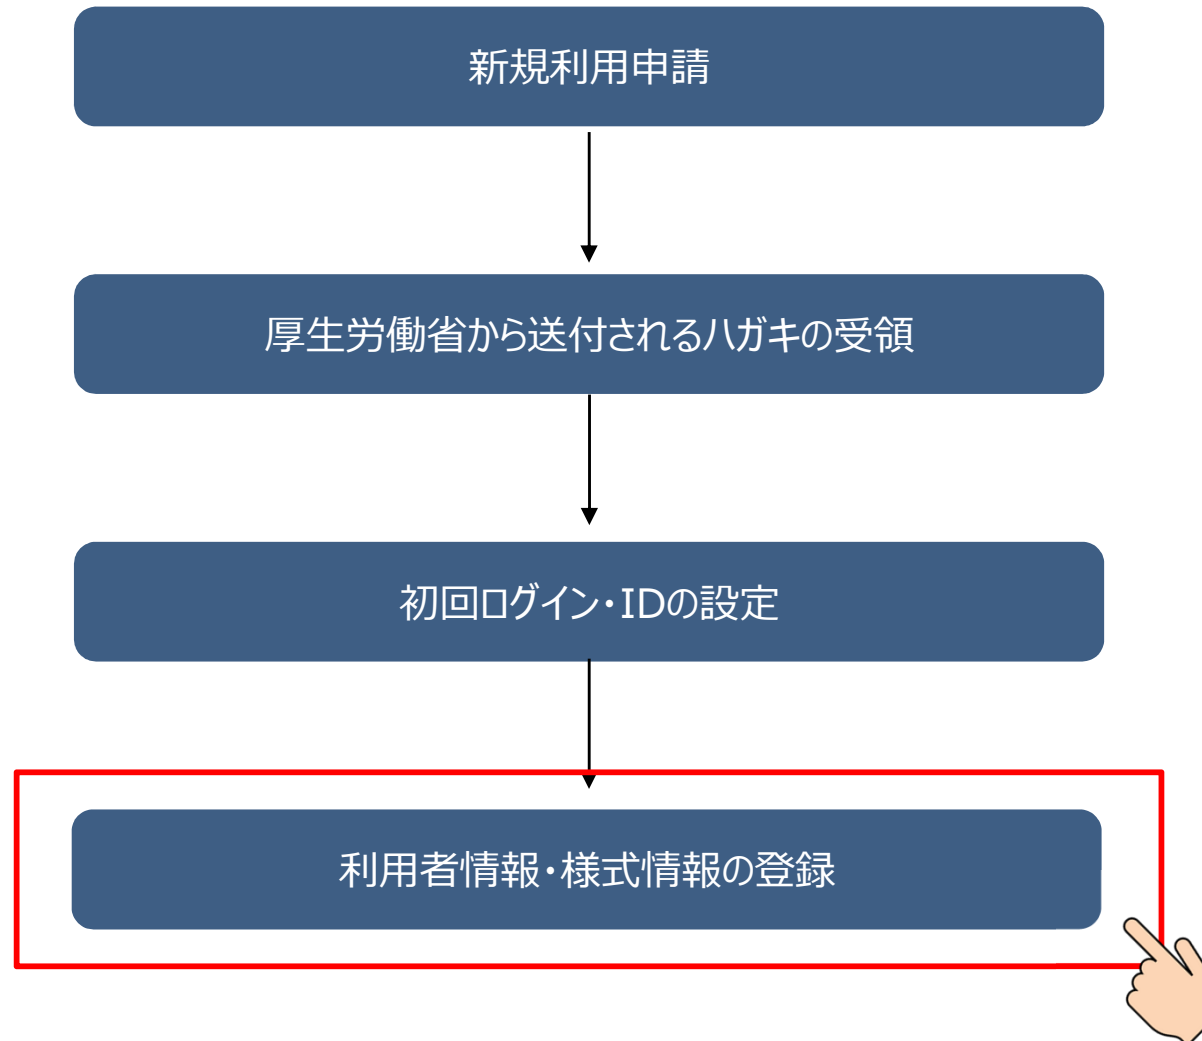 新規利用申請
厚生労働省から送付されるハガキの受領
初回ログイン・IDの設定
利用者情報・様式情報の登録